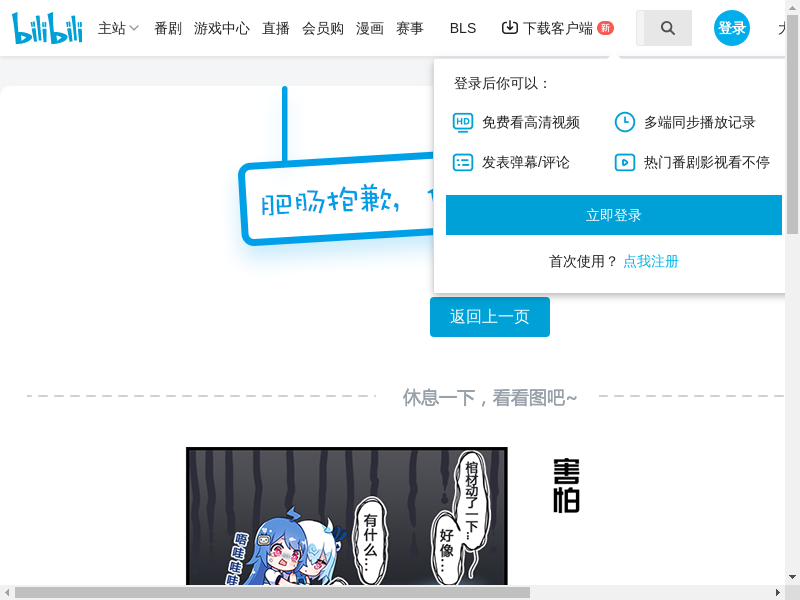 bilibili
主站 番剧 游戏中心 直播 会员购 漫画 赛事 BLS 下载客户端 新 登录
登录后你可以：
HD 免费看高清视频 多端同步播放记录
发表弹幕/评论 热门番剧影视看不停
立即登录
首次使用？ 点我注册
肥肠抱歉，
返回上一页
休息一下，看看图吧~
害怕
棺材动了一下…
好像…
有什么…
唔哇哇哇